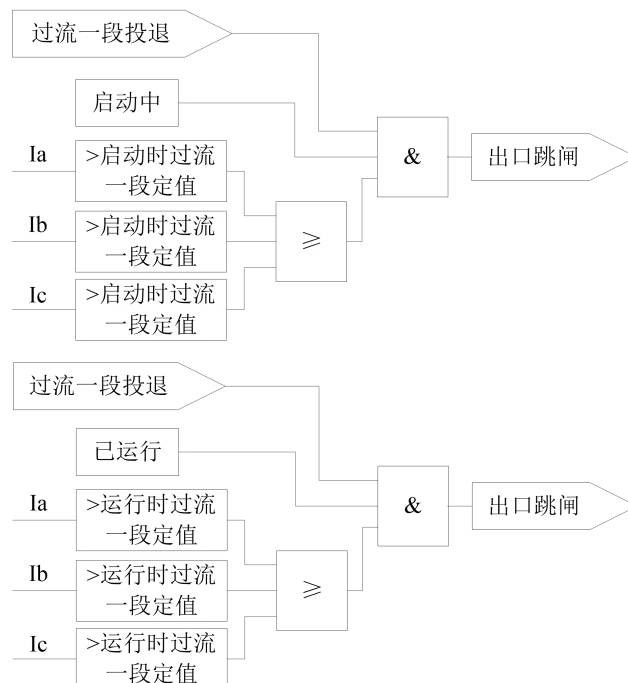 过流一段投退
启动中
&
出口跳闸
Ia
>启动时过流
一段定值
Ib
>启动时过流
一段定值
≥
Ic
>启动时过流
一段定值
过流一段投退
已运行
&
出口跳闸
Ia
>运行时过流
一段定值
Ib
>运行时过流
一段定值
≥
Ic
>运行时过流
一段定值